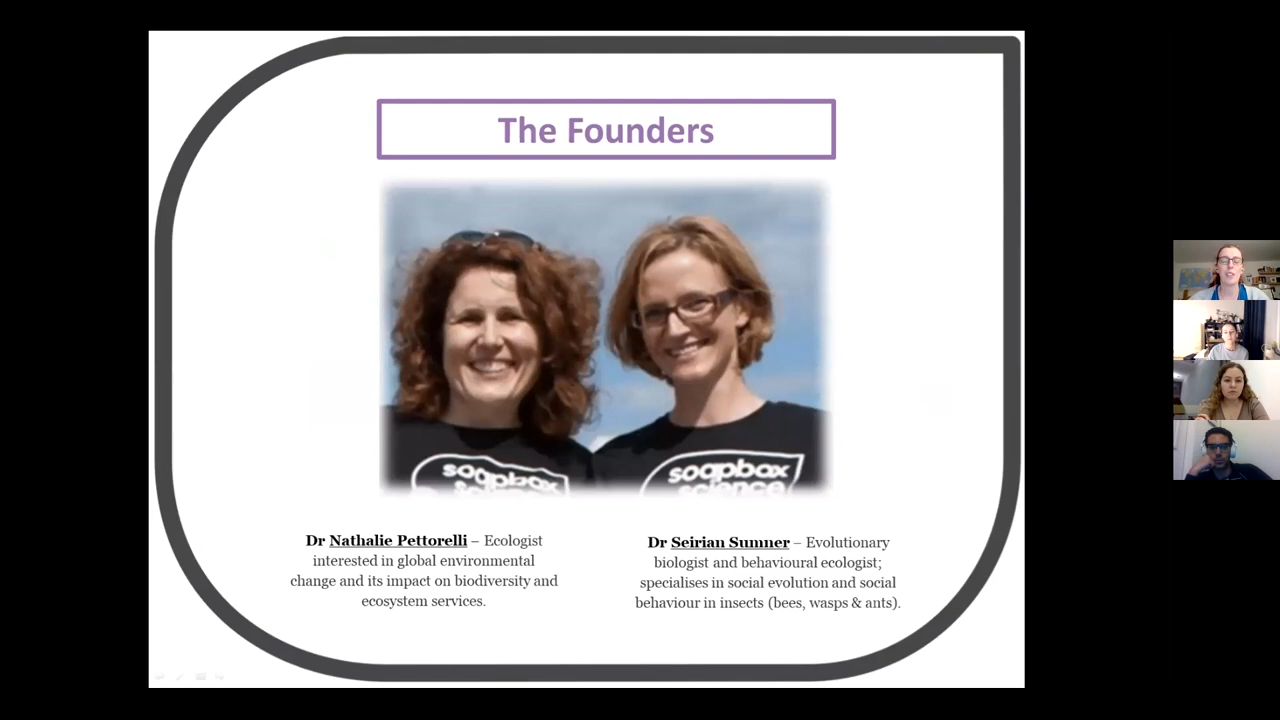 The Founders
soapbox
science
soapbox
science
Dr Nathalie Pettorelli – Ecologist
interested in global environmental
change and its impact on biodiversity and
ecosystem services.
Dr Seirian Sumner – Evolutionary
biologist and behavioural ecologist;
specialises in social evolution and social
behaviour in insects (bees, wasps & ants).